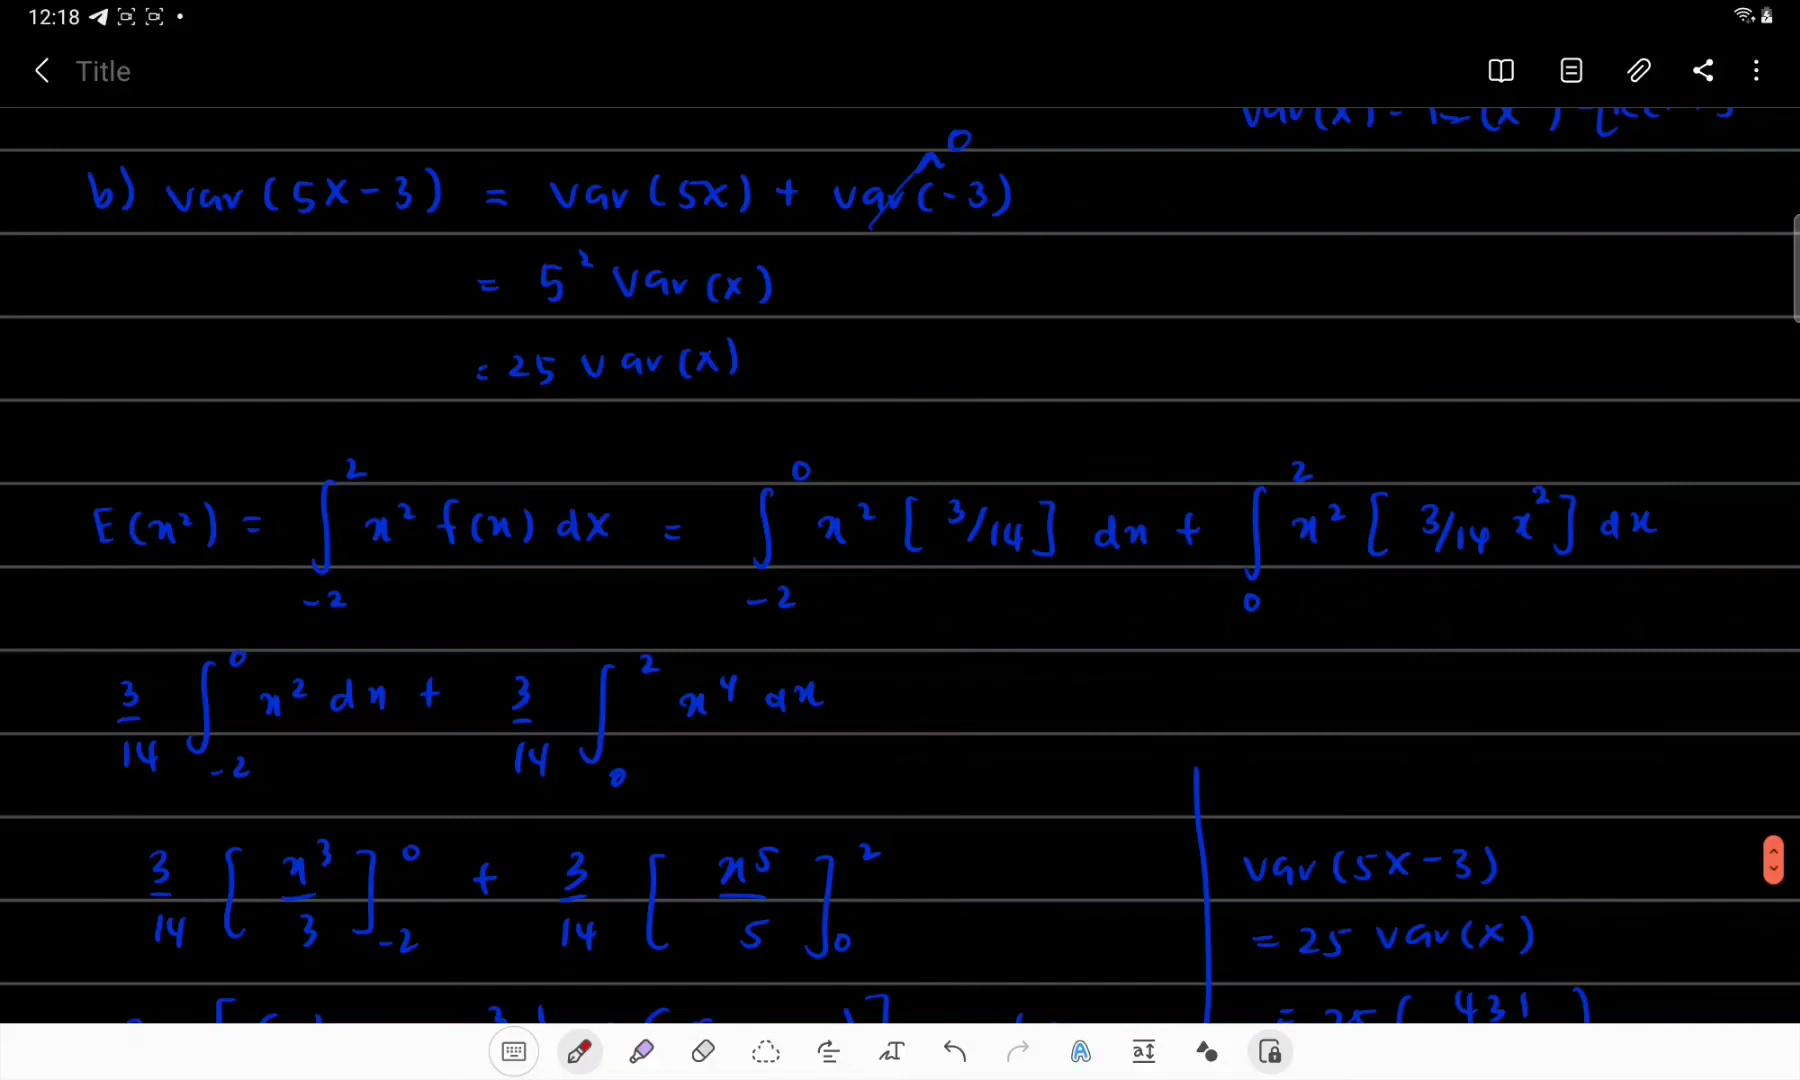 12:18
Title
b) Var (5X - 3) = Var (5x) + Var (-3) 0
= 5² Var (x)
= 25 Var (x)
E(x²) = ∫₋₂² x² f(x) dx = ∫₋₂⁰ x² [3/14] dx + ∫₀² x² [3/14 x²] dx
3/14 ∫₋₂⁰ x² dx + 3/14 ∫₀² x⁴ dx
3/14 [x³/3]₋₂⁰ + 3/14 [x⁵/5]₀²
Var (5X - 3)
= 25 Var (x)
= 25 ( 431 )